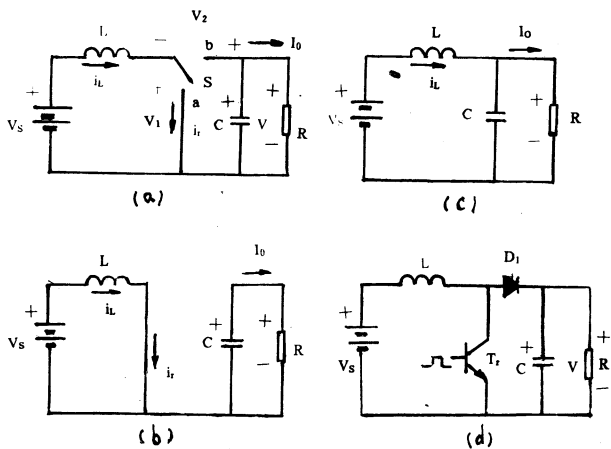 V₂
L
− b + I₀
iL S
+ a + +
Vs V₁ iᵣ C V R
− −
(a)
L I₀
iL
+ +
Vs C R
−
(c)
L I₀
iL
+ + +
Vs C R
iᵣ −
(b)
L D₁
+ +
Vs Tᵣ + C V R
−
(d)